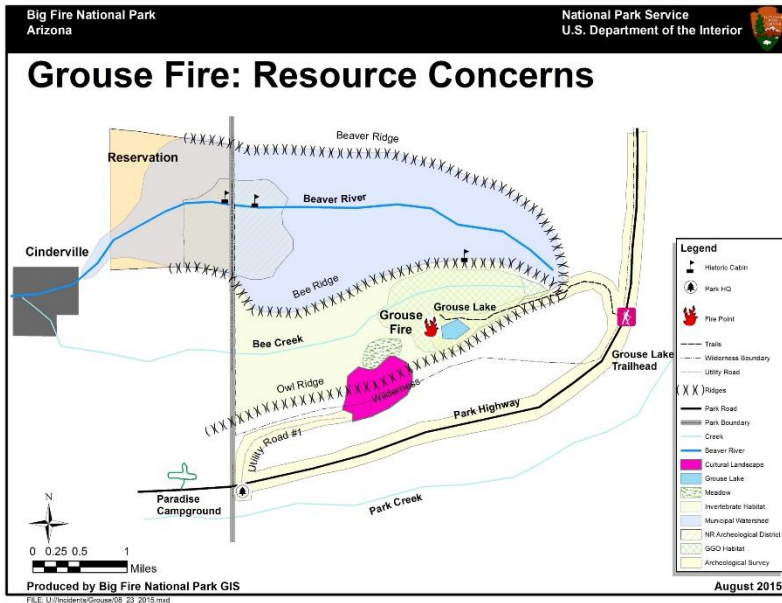 Big Fire National Park
Arizona
National Park Service
U.S. Department of the Interior
Grouse Fire: Resource Concerns
Beaver Ridge
Reservation
Beaver River
Cinderville
Bee Ridge
Grouse Lake
Grouse
Fire
Bee Creek
Grouse Lake
Trailhead
Owl Ridge
Wilderness
Park Highway
Utility Road #1
Paradise
Campground
Park Creek
N
0 0.25 0.5 1
Miles
Legend
Historic Cabin
Park HQ
Fire Point
Trails
Wilderness Boundary
Utility Road
Ridges
Park Road
Park Boundary
Creek
Beaver River
Cultural Landscape
Grouse Lake
Meadow
Invertebrate Habitat
Municipal Watershed
NR Archeological District
GGO Habitat
Archeological Survey
Produced by Big Fire National Park GIS
August 2015
FILE: U://Incidents/Grouse/08_23_2015.mxd